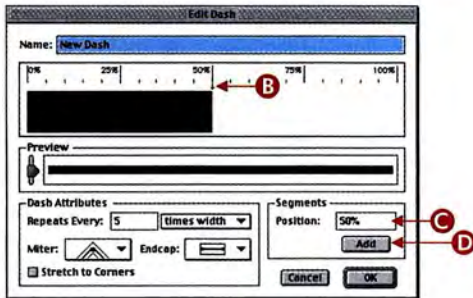 Edit Dash
Name: New Dash
0% 25% 50% 75% 100%
B
Preview
Dash Attributes
Repeats Every: 5 times width
Miter: Endcap:
Stretch to Corners
Segments
Position: 50%
C
Add
D
Cancel OK